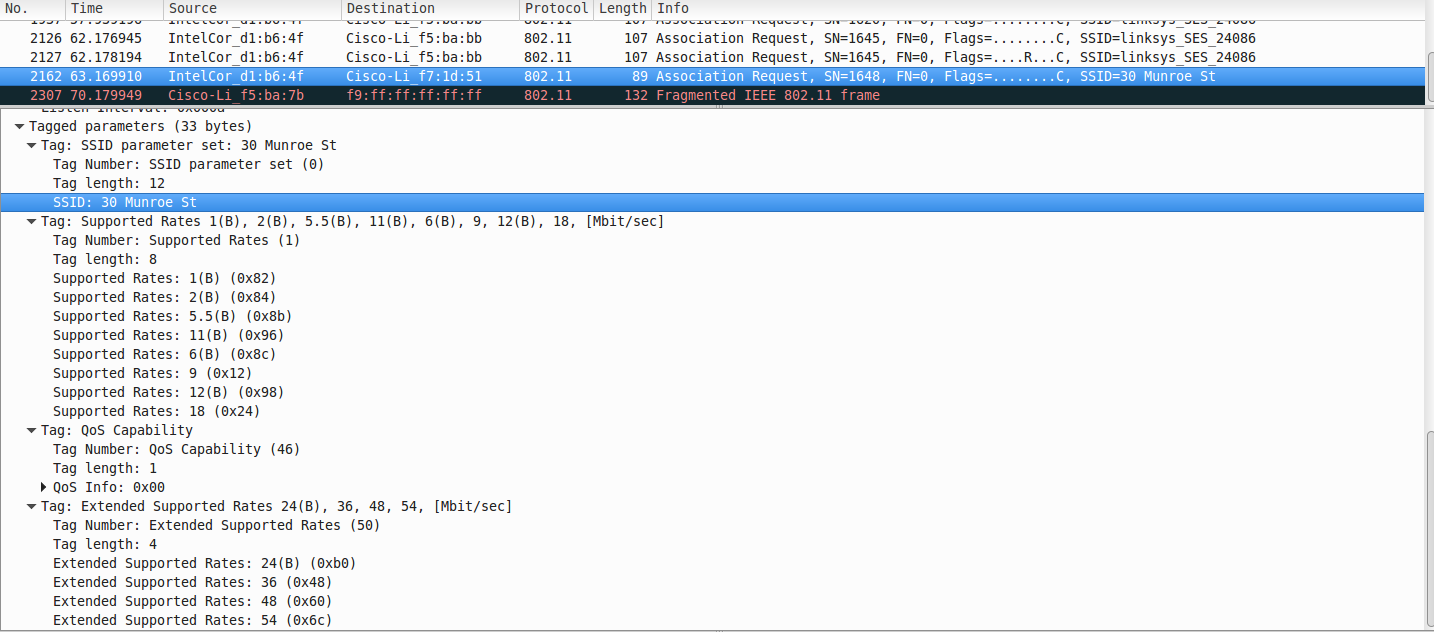 No. Time Source Destination Protocol Length Info
2126 62.176945 IntelCor_d1:b6:4f Cisco-Li_f5:ba:bb 802.11 107 Association Request, SN=1645, FN=0, Flags=........C, SSID=linksys_SES_24086
2127 62.178194 IntelCor_d1:b6:4f Cisco-Li_f5:ba:bb 802.11 107 Association Request, SN=1645, FN=0, Flags=....R...C, SSID=linksys_SES_24086
2162 63.169910 IntelCor_d1:b6:4f Cisco-Li_f7:1d:51 802.11 89 Association Request, SN=1648, FN=0, Flags=........C, SSID=30 Munroe St
2307 70.179949 Cisco-Li_f5:ba:7b f9:ff:ff:ff:ff:ff 802.11 132 Fragmented IEEE 802.11 frame
Tagged parameters (33 bytes)
Tag: SSID parameter set: 30 Munroe St
Tag Number: SSID parameter set (0)
Tag length: 12
SSID: 30 Munroe St
Tag: Supported Rates 1(B), 2(B), 5.5(B), 11(B), 6(B), 9, 12(B), 18, [Mbit/sec]
Tag Number: Supported Rates (1)
Tag length: 8
Supported Rates: 1(B) (0x82)
Supported Rates: 2(B) (0x84)
Supported Rates: 5.5(B) (0x8b)
Supported Rates: 11(B) (0x96)
Supported Rates: 6(B) (0x8c)
Supported Rates: 9 (0x12)
Supported Rates: 12(B) (0x98)
Supported Rates: 18 (0x24)
Tag: QoS Capability
Tag Number: QoS Capability (46)
Tag length: 1
QoS Info: 0x00
Tag: Extended Supported Rates 24(B), 36, 48, 54, [Mbit/sec]
Tag Number: Extended Supported Rates (50)
Tag length: 4
Extended Supported Rates: 24(B) (0xb0)
Extended Supported Rates: 36 (0x48)
Extended Supported Rates: 48 (0x60)
Extended Supported Rates: 54 (0x6c)